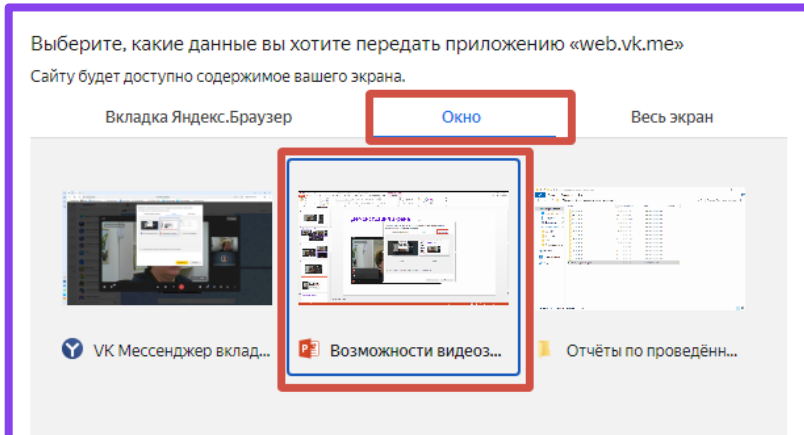 Выберите, какие данные вы хотите передать приложению «web.vk.me»
Сайту будет доступно содержимое вашего экрана.
Вкладка Яндекс.Браузер
Окно
Весь экран
VK Мессенджер вклад...
Возможности видеоз...
Отчёты по проведённ...